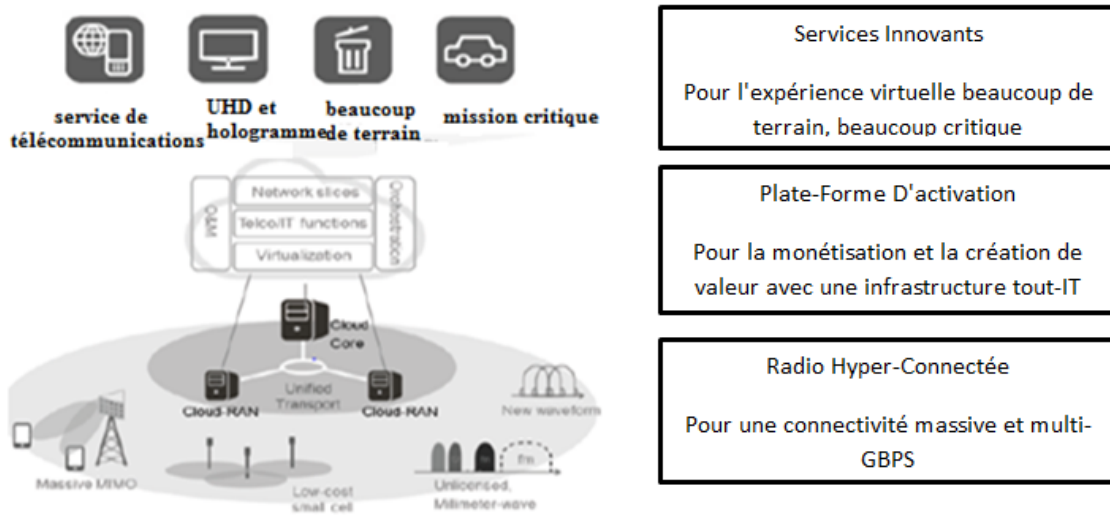 service de
télécommunications
UHD et
hologramme
beaucoup
de terrain
mission critique
Services Innovants
Pour l'expérience virtuelle beaucoup de
terrain, beaucoup critique
O&M
Network slices
Telco/IT functions
Virtualization
Orchestration
Plate-Forme D'activation
Pour la monétisation et la création de
valeur avec une infrastructure tout-IT
Cloud
Core
Cloud-RAN
Unified
Transport
Cloud-RAN
New waveform
Massive MIMO
Low-cost
small cell
Unlicensed,
Millimeter-wave
Radio Hyper-Connectée
Pour une connectivité massive et multi-
GBPS